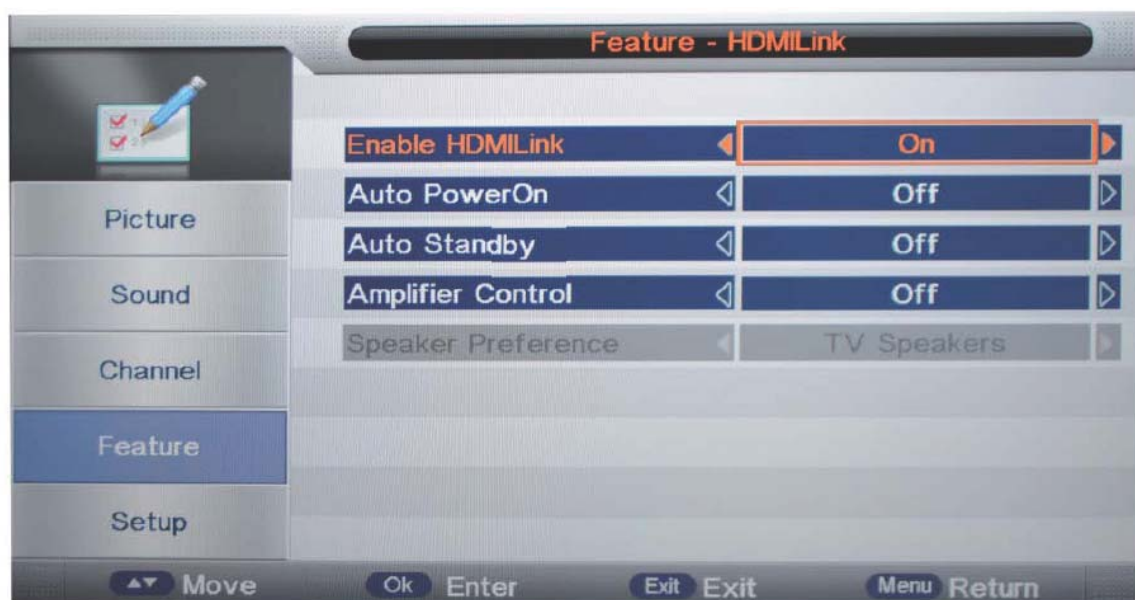 Feature - HDMILink
Enable HDMILink On
Auto PowerOn Off
Auto Standby Off
Amplifier Control Off
Speaker Preference TV Speakers
Picture
Sound
Channel
Feature
Setup
Move Ok Enter Exit Exit Menu Return